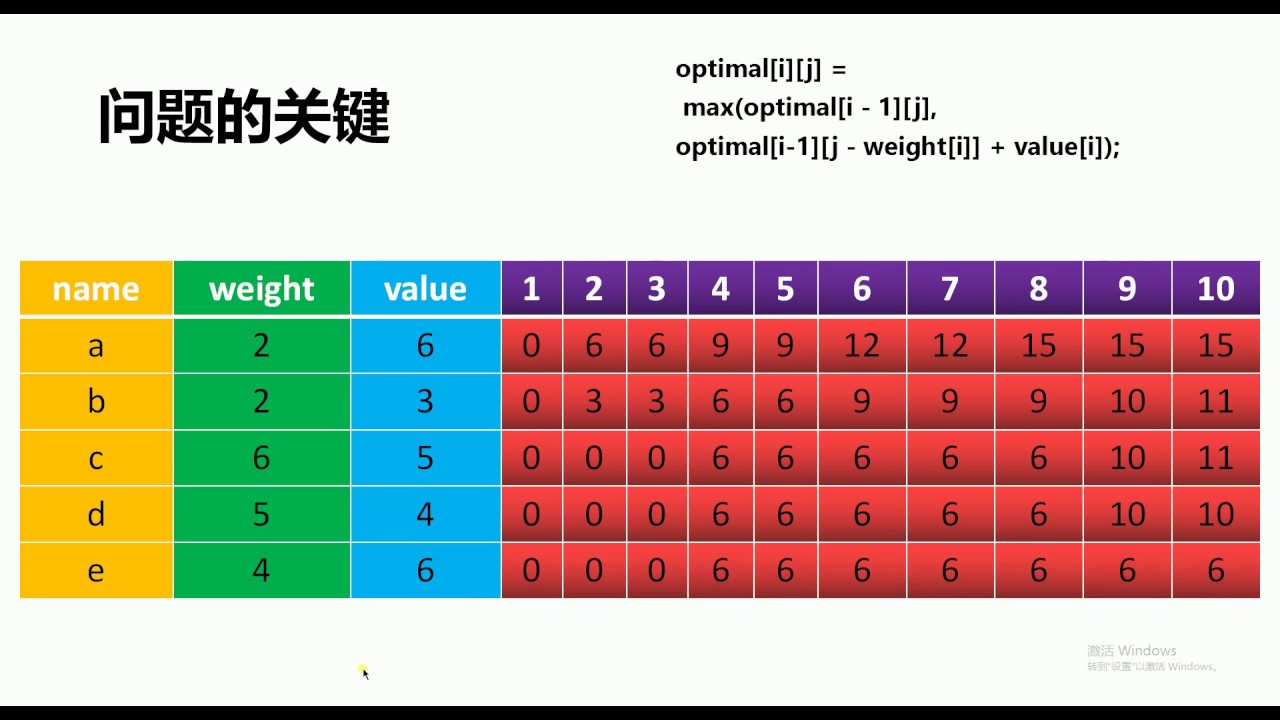 问题的关键
optimal[i][j] =
max(optimal[i - 1][j],
optimal[i-1][j - weight[i]] + value[i]);
name weight value 1 2 3 4 5 6 7 8 9 10
a 2 6 0 6 6 9 9 12 12 15 15 15
b 2 3 0 3 3 6 6 9 9 9 10 11
c 6 5 0 0 0 6 6 6 6 6 10 11
d 5 4 0 0 0 6 6 6 6 6 10 10
e 4 6 0 0 0 6 6 6 6 6 6 6
激活 Windows
转到"设置"以激活 Windows。